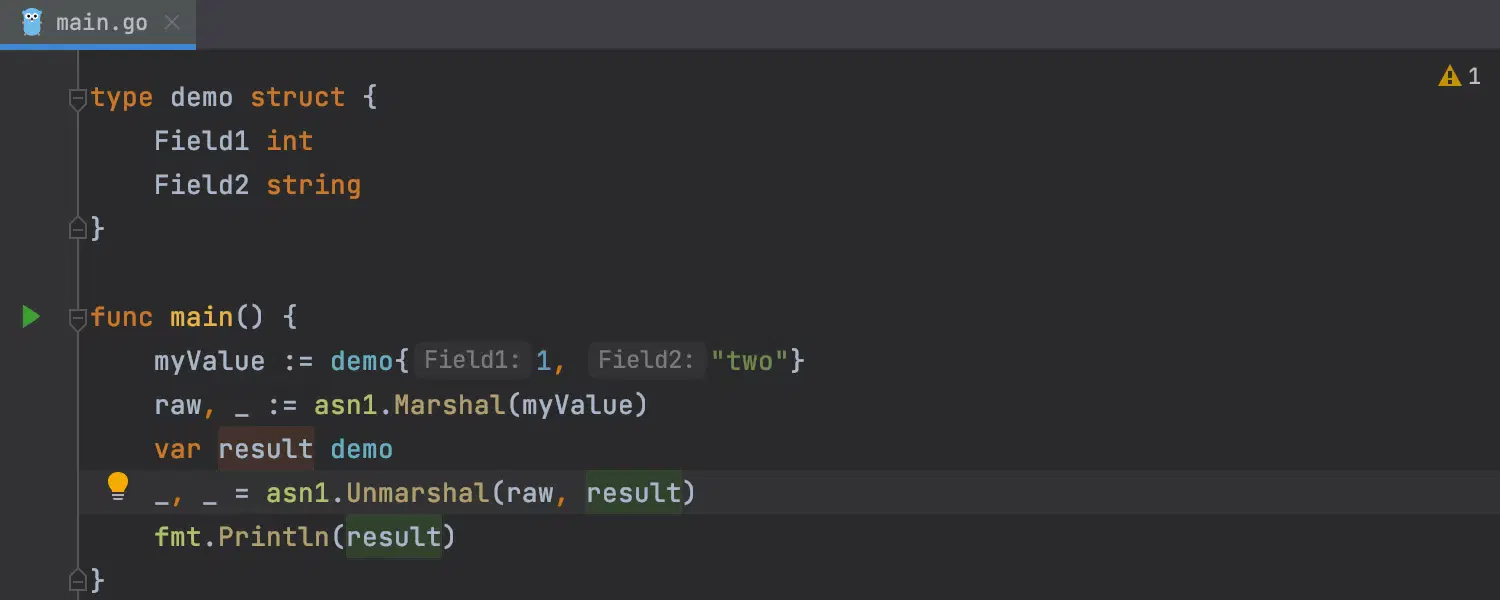 main.go
1
type demo struct {
Field1 int
Field2 string
}
func main() {
myValue := demo{ Field1: 1, Field2: "two"}
raw, _ := asn1.Marshal(myValue)
var result demo
_, _ = asn1.Unmarshal(raw, result)
fmt.Println(result)
}